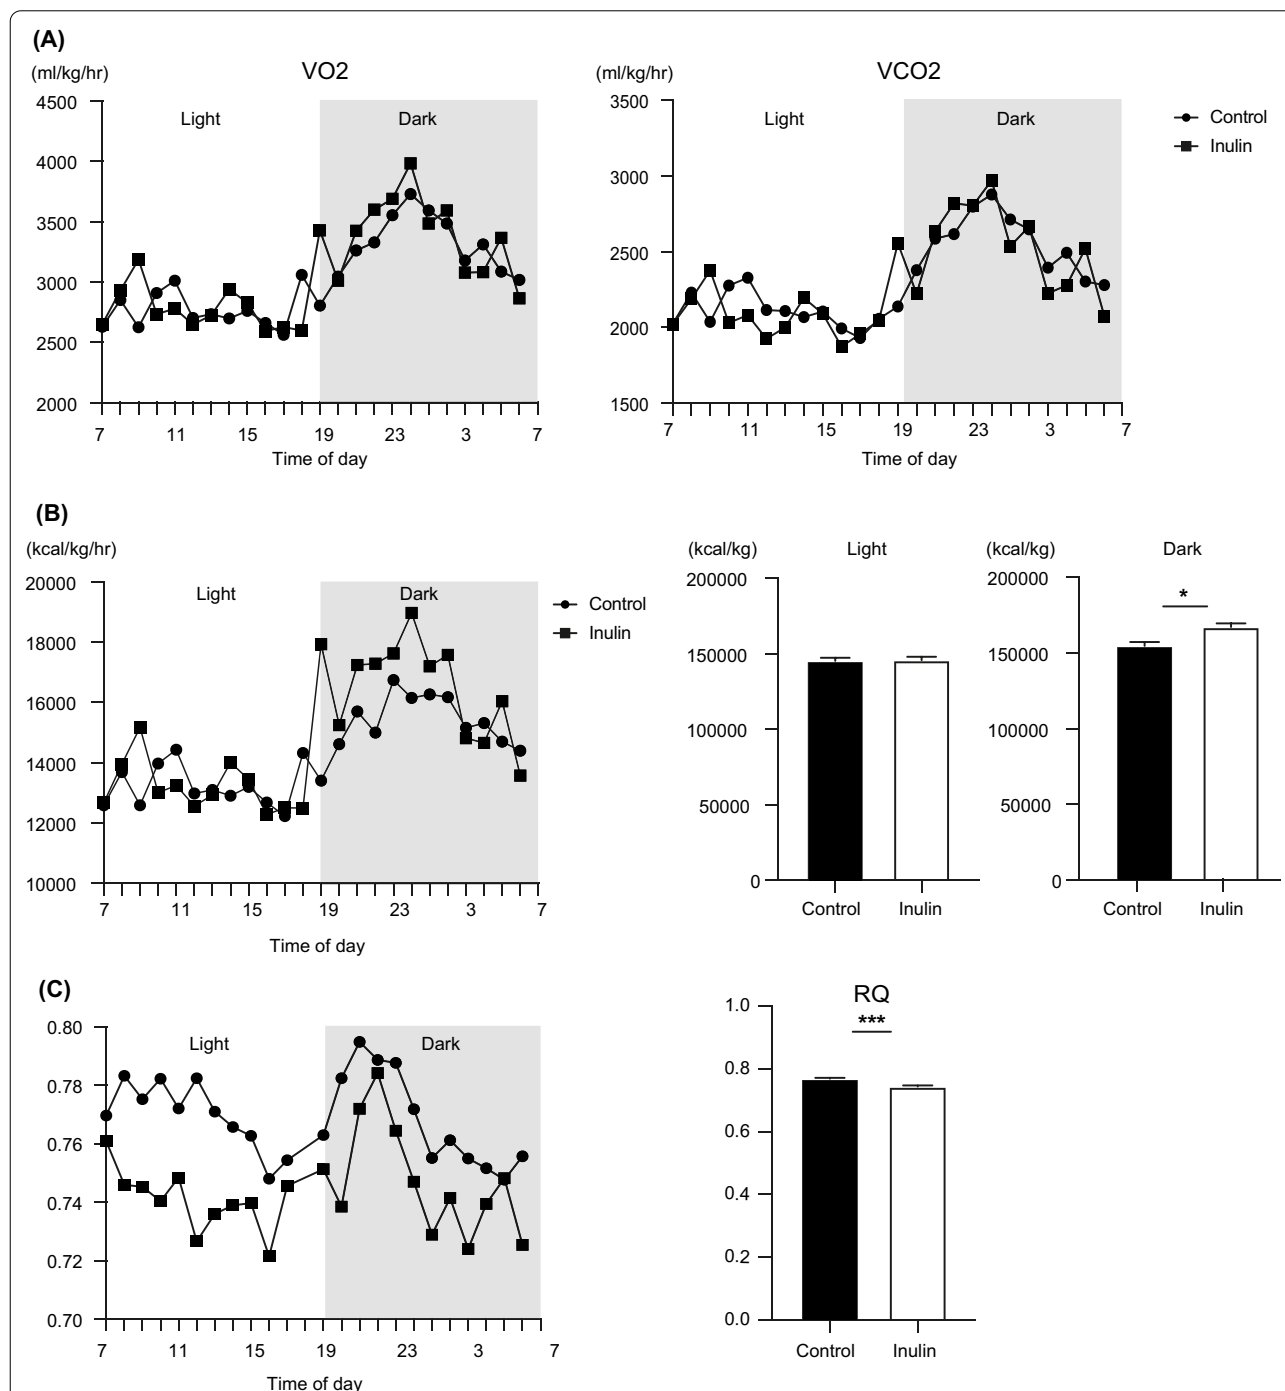 (A)
(ml/kg/hr) VO2
4500
4000
3500
3000
2500
2000
Light Dark
7 11 15 19 23 3 7
Time of day
(ml/kg/hr) VCO2
3500
3000
2500
2000
1500
Light Dark
7 11 15 19 23 3 7
Time of day
Control
Inulin
(B)
(kcal/kg/hr)
20000
18000
16000
14000
12000
10000
Light Dark
7 11 15 19 23 3 7
Time of day
Control
Inulin
(kcal/kg) Light
200000
150000
100000
50000
0
Control Inulin
(kcal/kg) Dark
200000
150000
100000
50000
0
*
Control Inulin
(C)
0.80
0.78
0.76
0.74
0.72
0.70
Light Dark
7 11 15 19 23 3 7
Time of day
RQ
***
1.0
0.8
0.6
0.4
0.2
0.0
Control Inulin